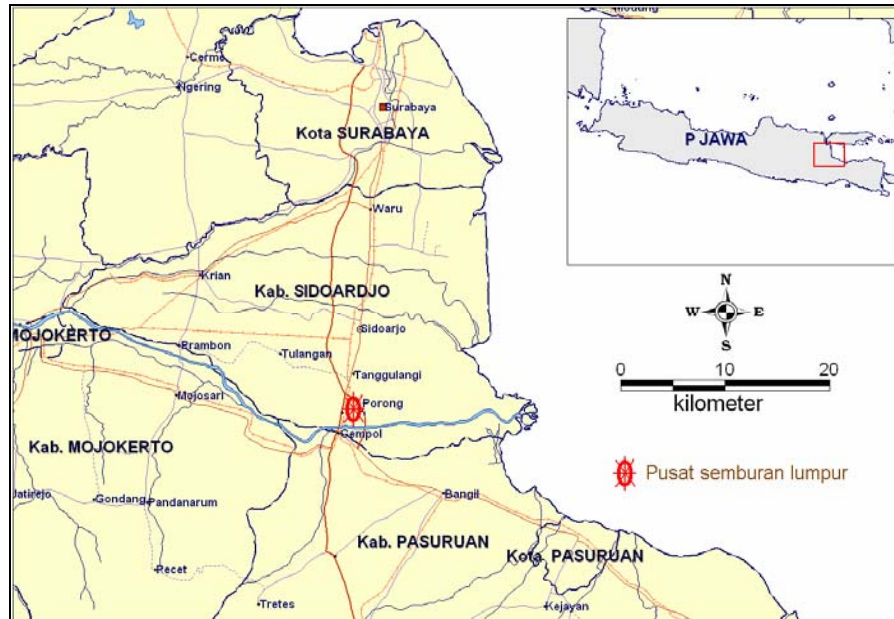 Modung
Cerme
Ngering
Surabaya
Kota SURABAYA
P JAWA
Waru
Krian
Kab. SIDOARDJO
N
W E
S
MOJOKERTO
Sidoarjo
Prambon
Tulangan
Tanggulangi
0 10 20
kilometer
Mojosari
Porong
Gempol
Kab. MOJOKERTO
Pusat semburan lumpur
Jatirejo
Gondang
Pandanarum
Bangil
Kab. PASURUAN
Kota PASURUAN
Pecet
Tretes
Kejayan